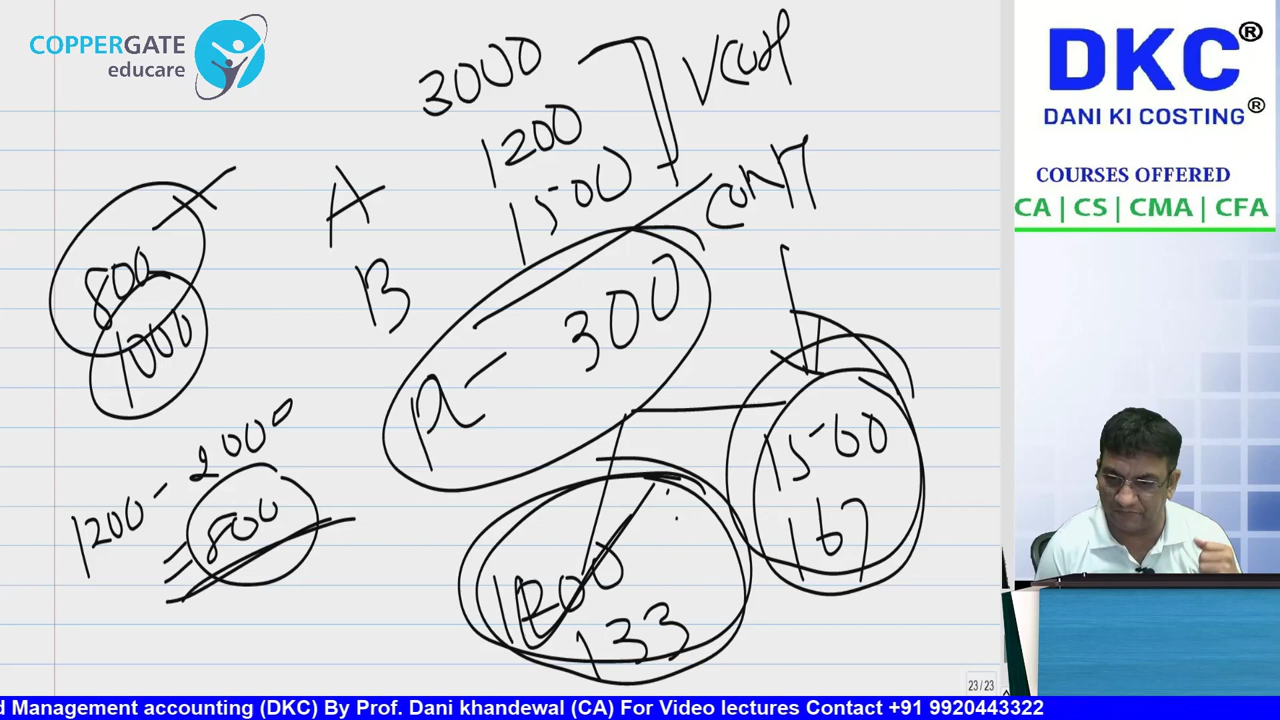 COPPERGATE
educare
3000
1200
1500
V COST
CONT
A
B
800
1000
300
1500
167
1200 - 2000
800
133
23/23
DKC®
DANI KI COSTING®
COURSES OFFERED
CA | CS | CMA | CFA
d Management accounting (DKC) By Prof. Dani khandewal (CA) For Video lectures Contact +91 9920443322